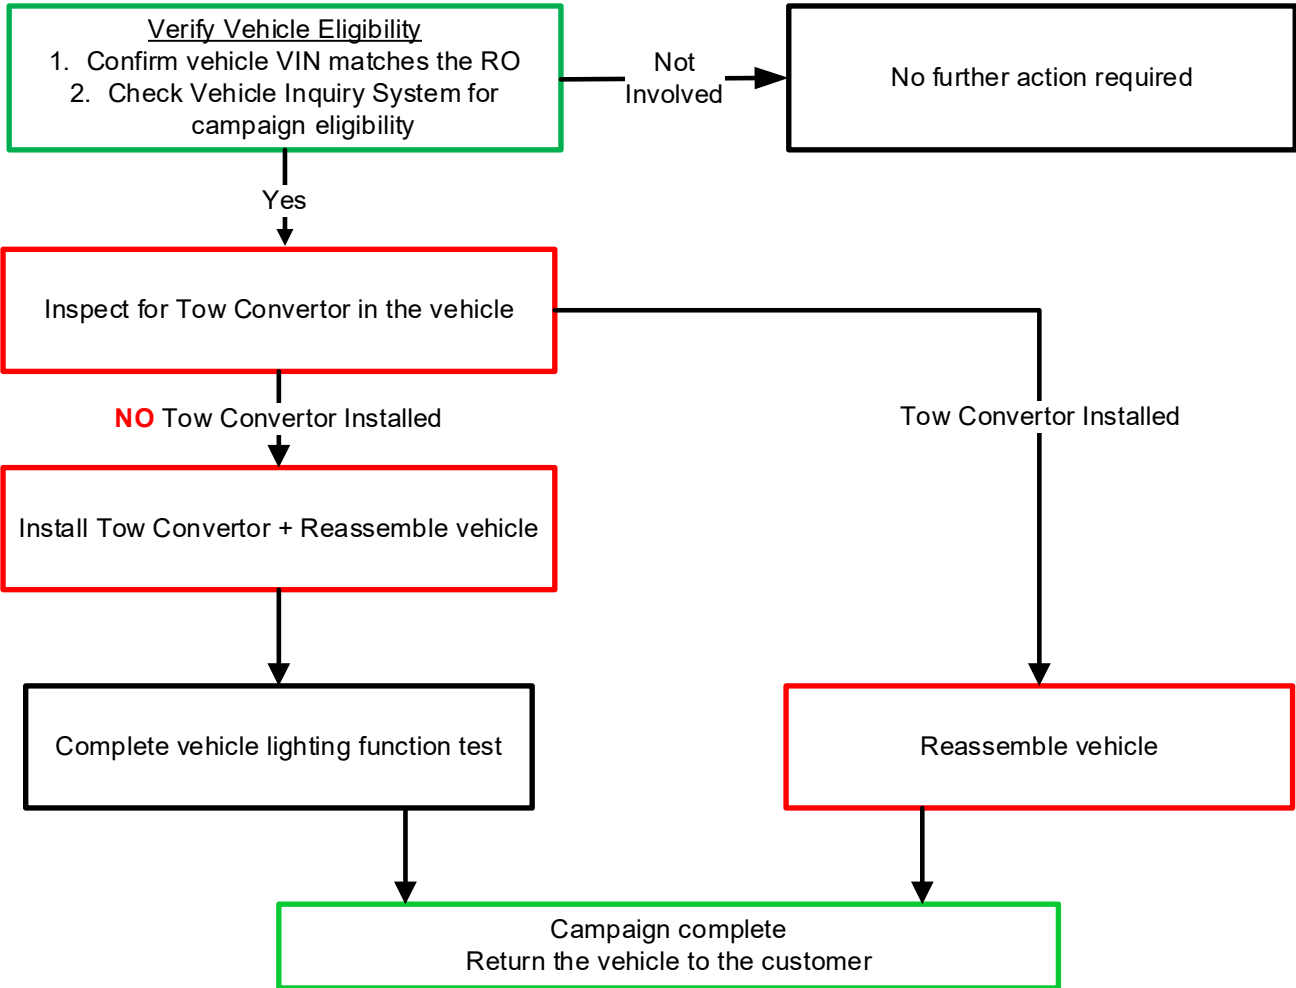 Verify Vehicle Eligibility
1. Confirm vehicle VIN matches the RO
2. Check Vehicle Inquiry System for
campaign eligibility
Not
Involved
No further action required
Yes
Inspect for Tow Convertor in the vehicle
NO Tow Convertor Installed
Tow Convertor Installed
Install Tow Convertor + Reassemble vehicle
Complete vehicle lighting function test
Reassemble vehicle
Campaign complete
Return the vehicle to the customer